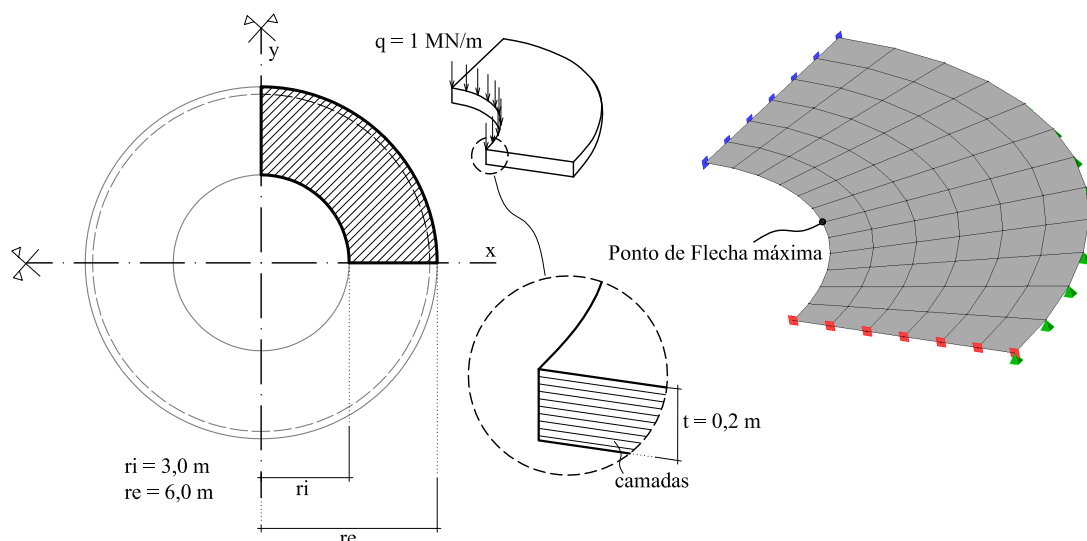 y
q = 1 MN/m
x
Ponto de Flecha máxima
t = 0,2 m
camadas
ri = 3,0 m
re = 6,0 m
ri
re